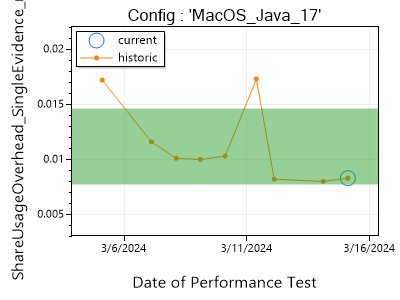 Config : 'MacOS_Java_17'
ShareUsageOverhead_SingleEvidence_
current
historic
0.02
0.015
0.01
0.005
3/6/2024
3/11/2024
3/16/2024
Date of Performance Test